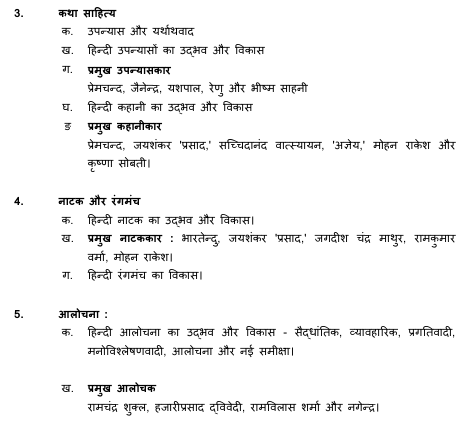 3. कथा साहित्य
क. उपन्यास और यर्थाथवाद
ख. हिन्दी उपन्यासों का उद्भव और विकास
ग. प्रमुख उपन्यासकार
प्रेमचन्द, जैनेन्द्र, यशपाल, रेणु और भीष्म साहनी
घ. हिन्दी कहानी का उद्भव और विकास
ङ प्रमुख कहानीकार
प्रेमचन्द, जयशंकर 'प्रसाद,' सच्चिदानंद वात्स्यायन, 'अज्ञेय,' मोहन राकेश और
कृष्णा सोबती।
4. नाटक और रंगमंच
क. हिन्दी नाटक का उद्भव और विकास।
ख. प्रमुख नाटककार : भारतेन्दु, जयशंकर 'प्रसाद,' जगदीश चंद्र माथुर, रामकुमार
वर्मा, मोहन राकेश।
ग. हिन्दी रंगमंच का विकास।
5. आलोचना :
क. हिन्दी आलोचना का उद्भव और विकास - सैद्धांतिक, व्यावहारिक, प्रगतिवादी,
मनोविश्लेषणवादी, आलोचना और नई समीक्षा।
ख. प्रमुख आलोचक
रामचंद्र शुक्ल, हजारीप्रसाद द्विवेदी, रामविलास शर्मा और नगेन्द्र।